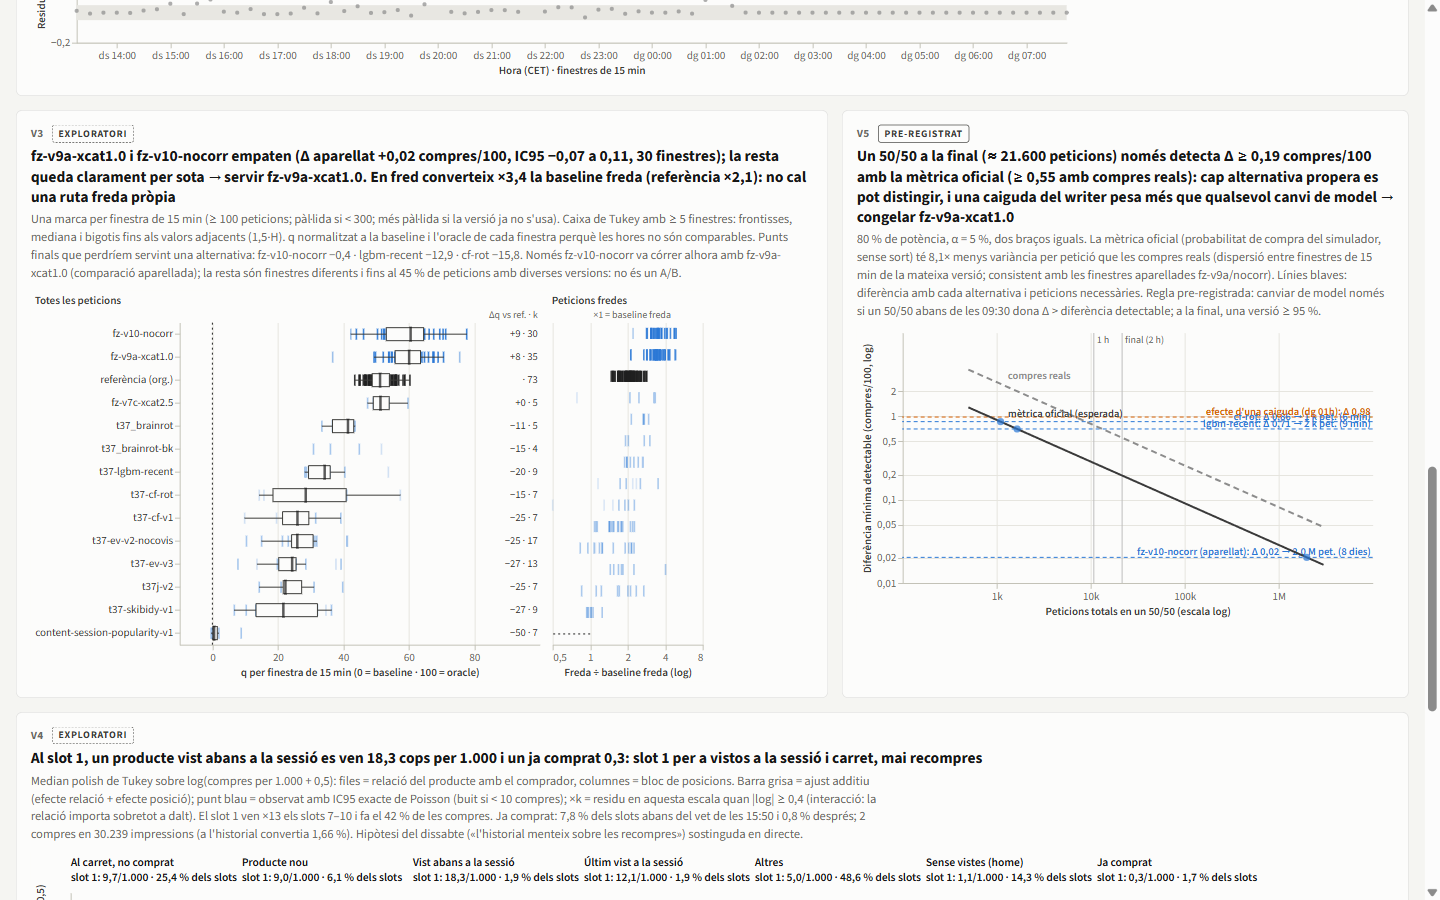 Residu
−0,2
ds 14:00 ds 15:00 ds 16:00 ds 17:00 ds 18:00 ds 19:00 ds 20:00 ds 21:00 ds 22:00 ds 23:00 dg 00:00 dg 01:00 dg 02:00 dg 03:00 dg 04:00 dg 05:00 dg 06:00 dg 07:00
Hora (CET) · finestres de 15 min
V3 EXPLORATORI
fz-v9a-xcat1.0 i fz-v10-nocorr empaten (Δ aparellat +0,02 compres/100, IC95 −0,07 a 0,11, 30 finestres); la resta
queda clarament per sota → servir fz-v9a-xcat1.0. En fred converteix ×3,4 la baseline freda (referència ×2,1): no cal
una ruta freda pròpia
Una marca per finestra de 15 min (≥ 100 peticions; pàl·lida si < 300; més pàl·lida si la versió ja no s'usa). Caixa de Tukey amb ≥ 5 finestres: frontisses,
mediana i bigotis fins als valors adjacents (1,5·H). q normalitzat a la baseline i l'oracle de cada finestra perquè les hores no són comparables. Punts
finals que perdríem servint una alternativa: fz-v10-nocorr −0,4 · lgbm-recent −12,9 · cf-rot −15,8. Només fz-v10-nocorr va córrer alhora amb fz-v9a-
xcat1.0 (comparació aparellada); la resta són finestres diferents i fins al 45 % de peticions amb diverses versions: no és un A/B.
Totes les peticions
Peticions fredes
Δq vs ref. · k
×1 = baseline freda
fz-v10-nocorr +9 · 30
fz-v9a-xcat1.0 +8 · 35
referència (org.) · 73
fz-v7c-xcat2.5 +0 · 5
t37_brainrot −11 · 5
t37_brainrot-bk −15 · 4
t37-lgbm-recent −20 · 9
t37-cf-rot −15 · 7
t37-cf-v1 −25 · 7
t37-ev-v2-nocovis −25 · 17
t37-ev-v3 −27 · 13
t37j-v2 −25 · 7
t37-skibidy-v1 −27 · 9
content-session-popularity-v1 −50 · 7
0 20 40 60 80
0,5 1 2 4 8
q per finestra de 15 min (0 = baseline · 100 = oracle)
Freda ÷ baseline freda (log)
V5 PRE-REGISTRAT
Un 50/50 a la final (≈ 21.600 peticions) només detecta Δ ≥ 0,19 compres/100
amb la mètrica oficial (≥ 0,55 amb compres reals): cap alternativa propera es
pot distingir, i una caiguda del writer pesa més que qualsevol canvi de model →
congelar fz-v9a-xcat1.0
80 % de potència, α = 5 %, dos braços iguals. La mètrica oficial (probabilitat de compra del simulador,
sense sort) té 8,1× menys variància per petició que les compres reals (dispersió entre finestres de 15
min de la mateixa versió; consistent amb les finestres aparellades fz-v9a/nocorr). Línies blaves:
diferència amb cada alternativa i peticions necessàries. Regla pre-registrada: canviar de model només
si un 50/50 abans de les 09:30 dona Δ > diferència detectable; a la final, una versió ≥ 95 %.
Diferència mínima detectable (compres/100, log)
1 h
final (2 h)
compres reals
mètrica oficial (esperada)
efecte d'una caiguda (dg 01h): Δ 0,98
lgbm-recent: Δ 0,71 → 2 k pet. (9 min)
fz-v10-nocorr (aparellat): Δ 0,02 → 2,0 M pet. (8 dies)
2
1
0,5
0,2
0,1
0,05
0,02
0,01
1k 10k 100k 1M
Peticions totals en un 50/50 (escala log)
V4 EXPLORATORI
Al slot 1, un producte vist abans a la sessió es ven 18,3 cops per 1.000 i un ja comprat 0,3: slot 1 per a vistos a la sessió i carret, mai recompres
Median polish de Tukey sobre log(compres per 1.000 + 0,5): files = relació del producte amb el comprador, columnes = bloc de posicions. Barra grisa = ajust additiu
(efecte relació + efecte posició); punt blau = observat amb IC95 exacte de Poisson (buit si < 10 compres); ×k = residu en aquesta escala quan |log| ≥ 0,4 (interacció: la
relació importa sobretot a dalt). El slot 1 ven ×13 els slots 7–10 i fa el 42 % de les compres. Ja comprat: 7,8 % dels slots abans del vet de les 15:50 i 0,8 % després; 2
compres en 30.239 impressions (a l'historial convertia 1,66 %). Hipòtesi del dissabte («l'historial menteix sobre les recompres») sostinguda en directe.
Al carret, no comprat Producte nou Vist abans a la sessió Últim vist a la sessió Altres Sense vistes (home) Ja comprat
slot 1: 9,7/1.000 · 25,4 % dels slots slot 1: 9,0/1.000 · 6,1 % dels slots slot 1: 18,3/1.000 · 1,9 % dels slots slot 1: 12,1/1.000 · 1,9 % dels slots slot 1: 5,0/1.000 · 48,6 % dels slots slot 1: 1,1/1.000 · 14,3 % dels slots slot 1: 0,3/1.000 · 1,7 % dels slots
0,5)